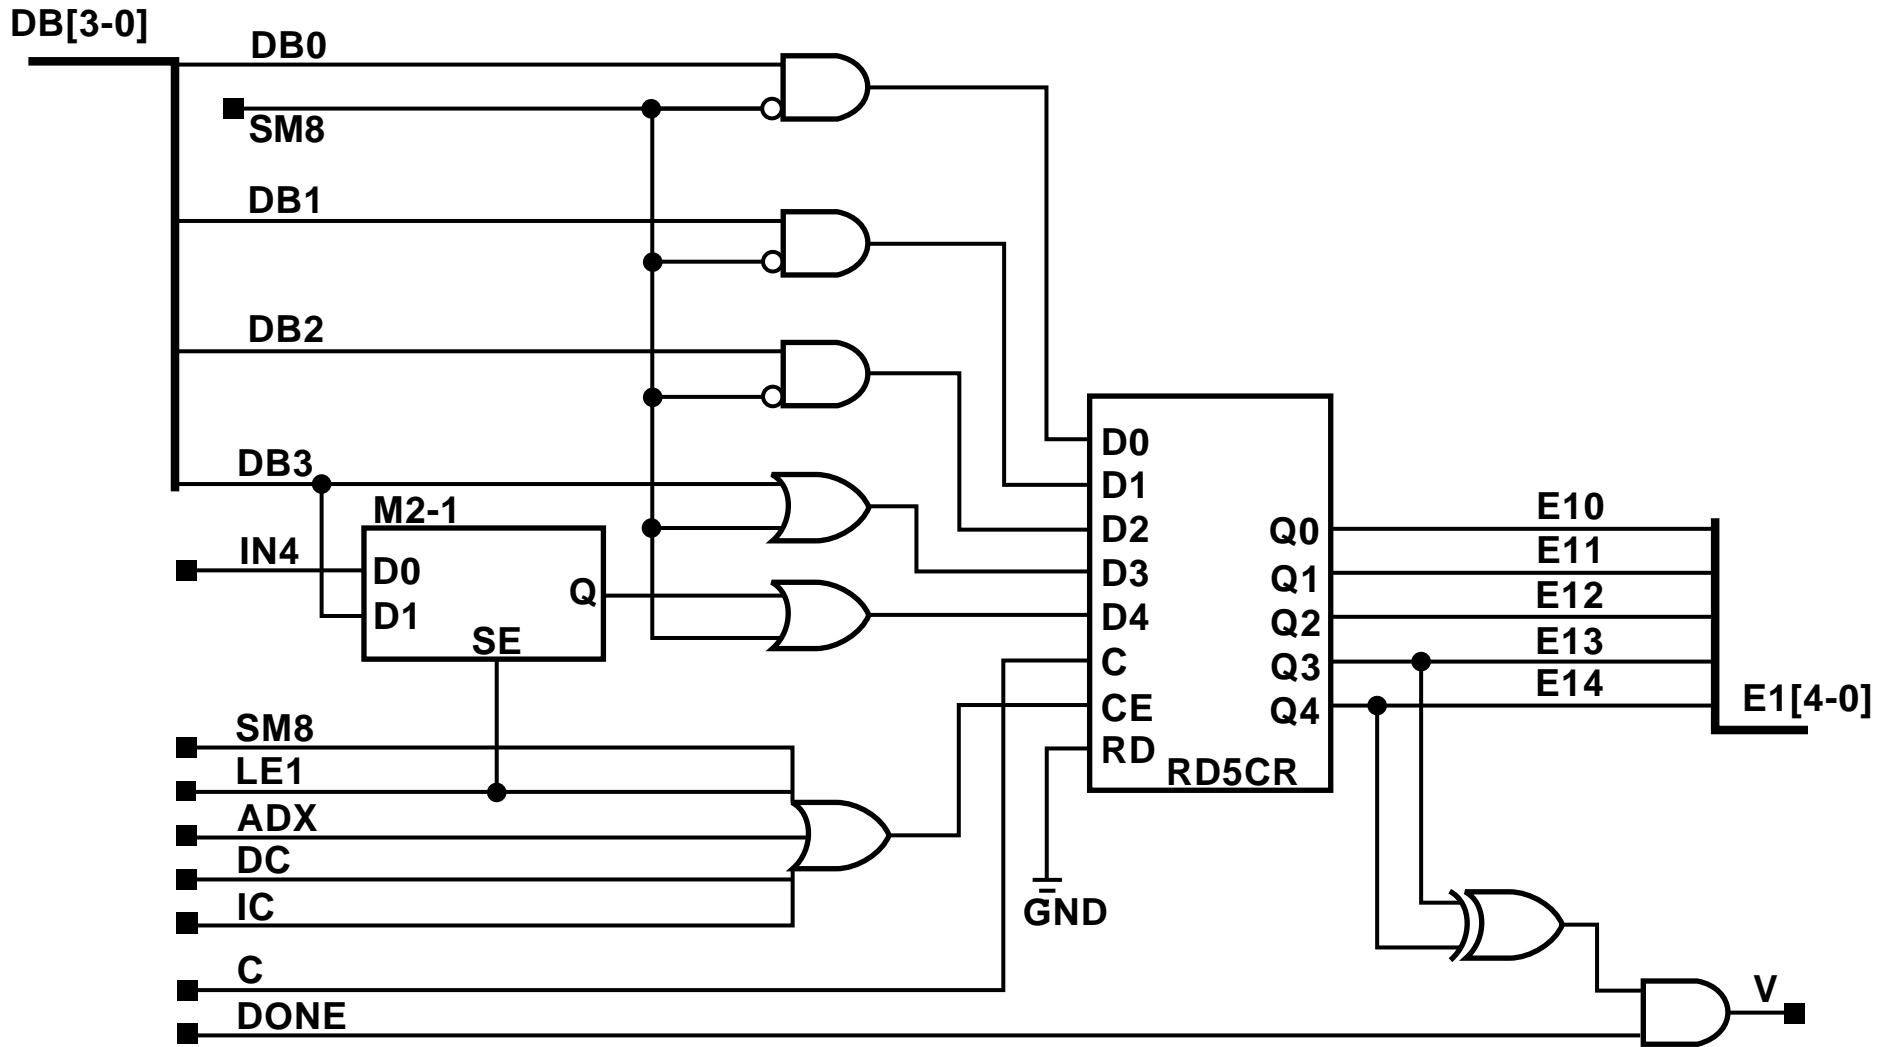 DB[3-0]
DB0
SM8
DB1
DB2
DB3
M2-1
IN4
D0
D1
Q
SE
SM8
LE1
ADX
DC
IC
C
DONE
D0
D1
D2
D3
D4
C
CE
RD
Q0
Q1
Q2
Q3
Q4
RD5CR
GND
E10
E11
E12
E13
E14
E1[4-0]
V